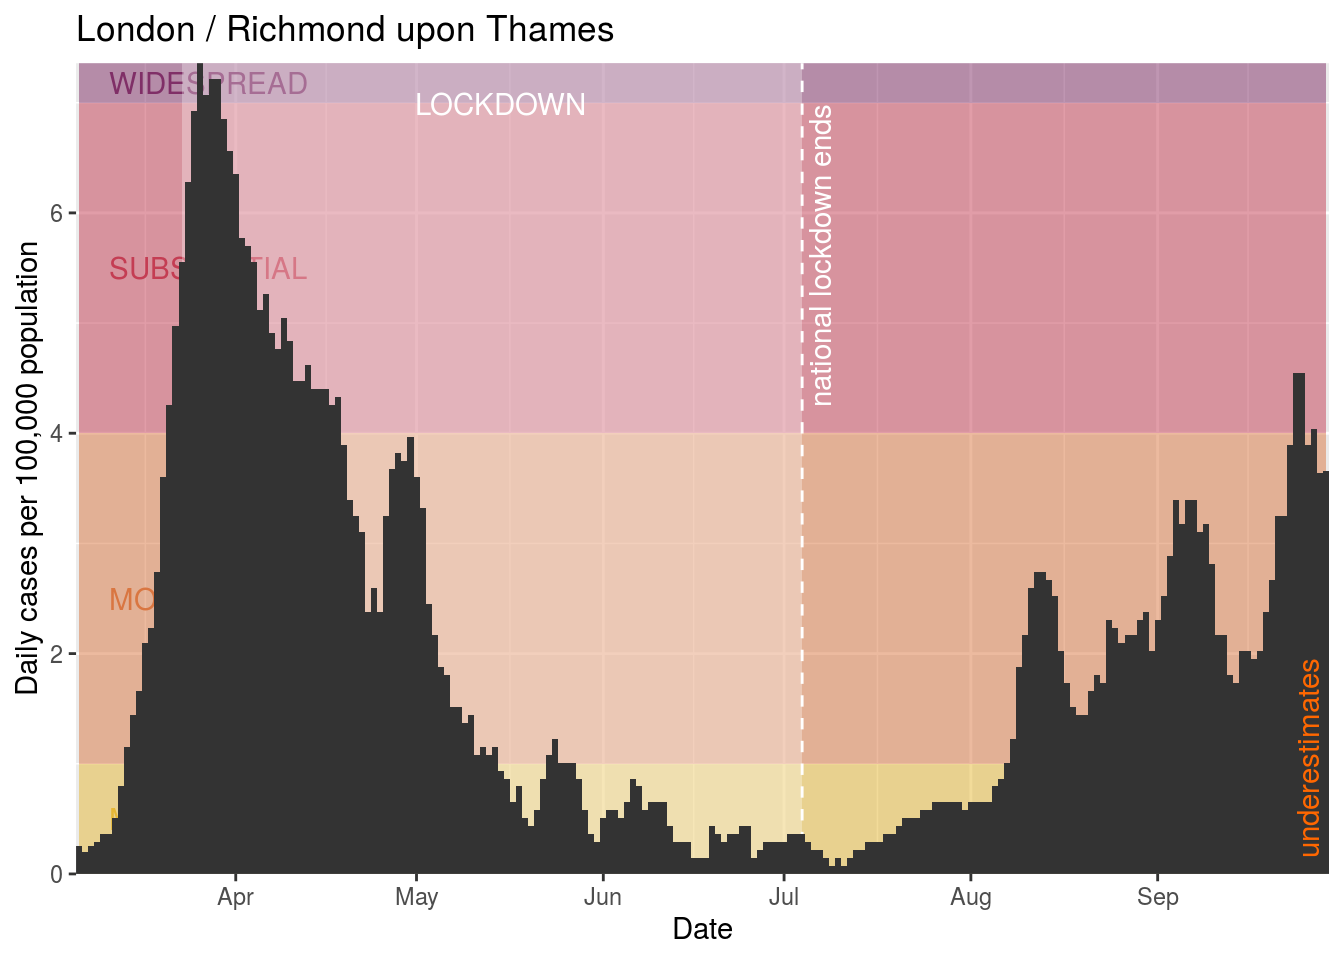 London / Richmond upon Thames
WIDESPREAD
LOCKDOWN
national lockdown ends
6
SUBS TIAL
4
MO
2
underestimates
0
Apr
May
Jun
Jul
Aug
Sep
Date
Daily cases per 100,000 population